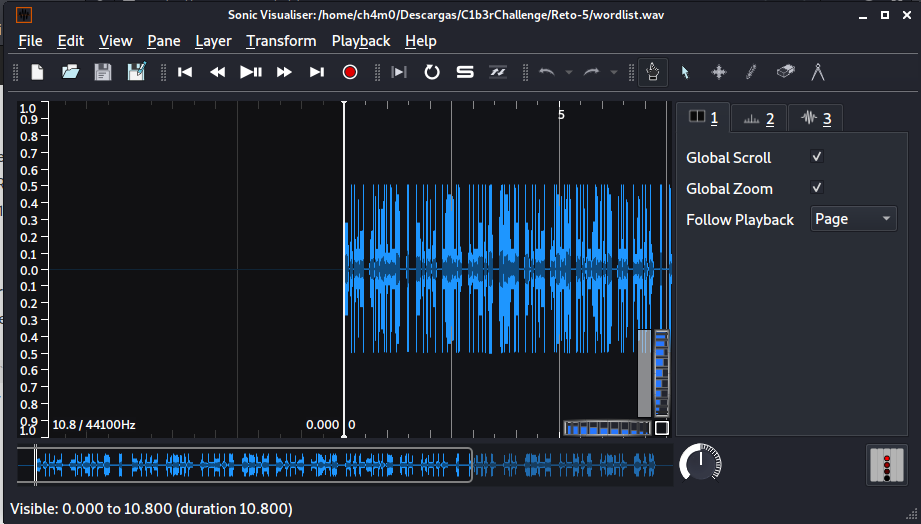 Sonic Visualiser: /home/ch4m0/Descargas/C1b3rChallenge/Reto-5/wordlist.wav
File Edit View Pane Layer Transform Playback Help
1.0
0.9
0.8
0.7
0.6
0.5
0.4
0.3
0.2
0.1
0.0
0.1
0.2
0.3
0.4
0.5
0.6
0.7
0.8
0.9
1.0
5
10.8 / 44100Hz
0.000 0
1 2 3
Global Scroll
Global Zoom
Follow Playback Page
Visible: 0.000 to 10.800 (duration 10.800)